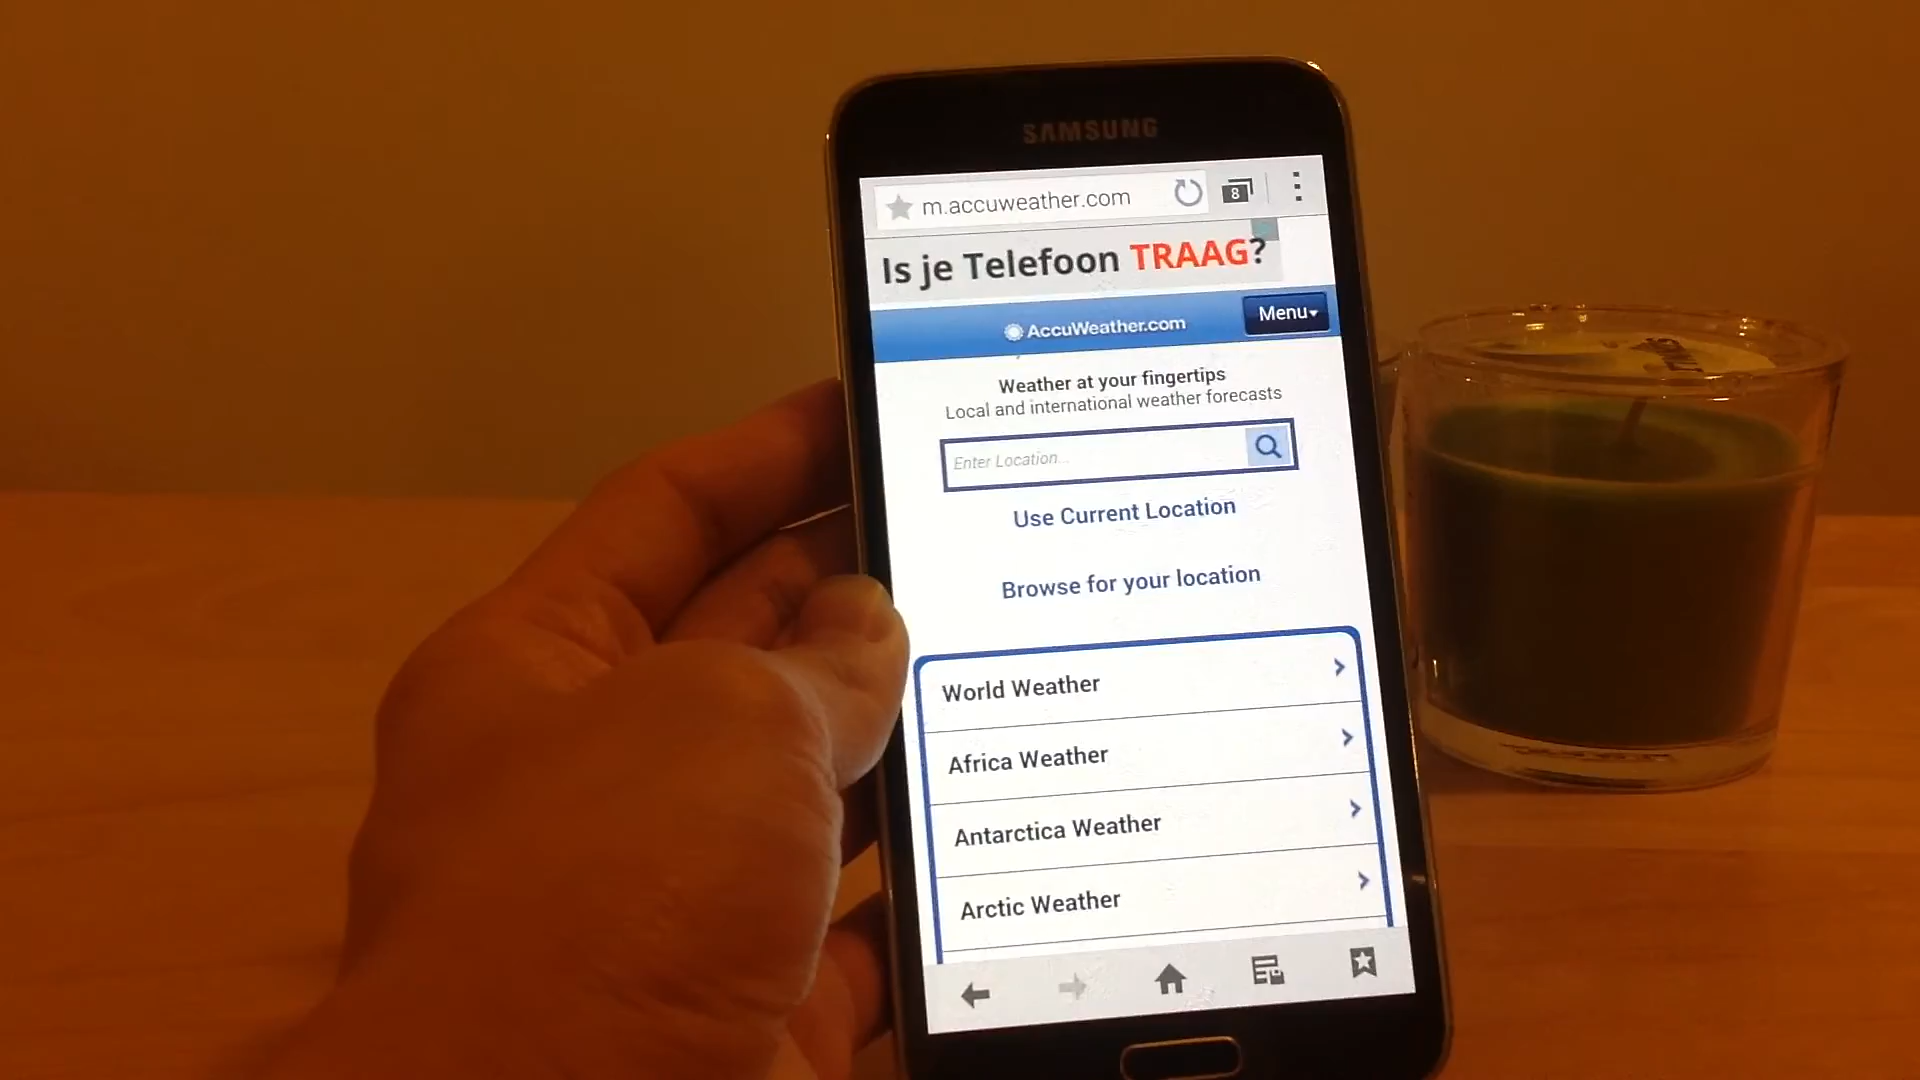 SAMSUNG
m.accuweather.com
8
Is je Telefoon TRAAG?
AccuWeather.com
Menu
Weather at your fingertips
Local and international weather forecasts
Enter Location...
Use Current Location
Browse for your location
World Weather
Africa Weather
Antarctica Weather
Arctic Weather